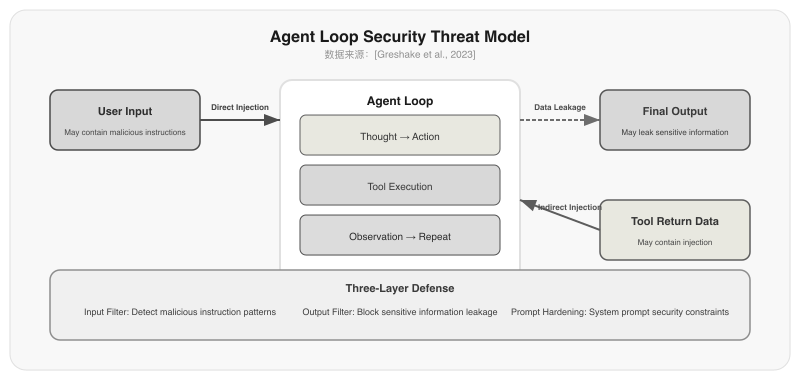 Agent Loop Security Threat Model
数据来源：[Greshake et al., 2023]
User Input
May contain malicious instructions
Direct Injection
Agent Loop
Thought → Action
Tool Execution
Observation → Repeat
Data Leakage
Final Output
May leak sensitive information
Indirect Injection
Tool Return Data
May contain injection
Three-Layer Defense
Input Filter: Detect malicious instruction patterns
Output Filter: Block sensitive information leakage
Prompt Hardening: System prompt security constraints